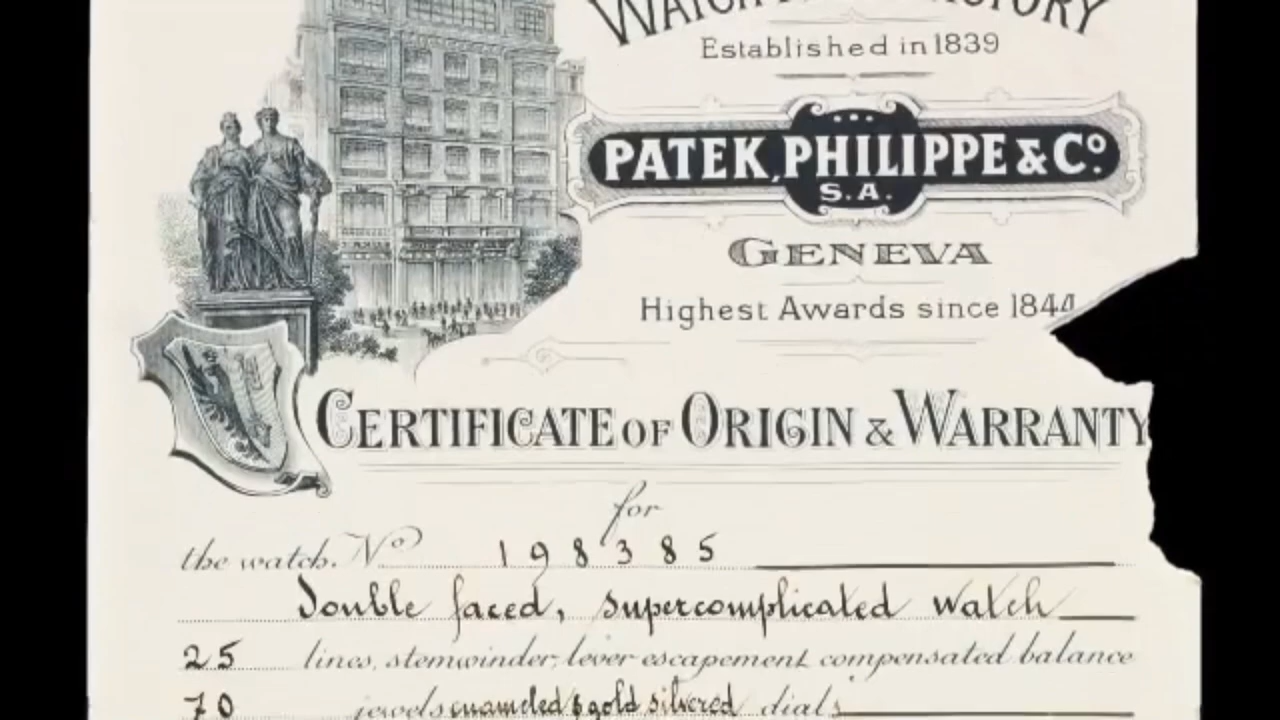 WATCH
Established in 1839
PATEK, PHILIPPE & Cº
S.A.
GENEVA
Highest Awards since 1844
CERTIFICATE OF ORIGIN & WARRANTY
for
the watch. Nº 198385
Double faced, supercomplicated watch
25 lines, stemwinder, lever escapement compensated balance
70 jewels enameled & gold silvered dials